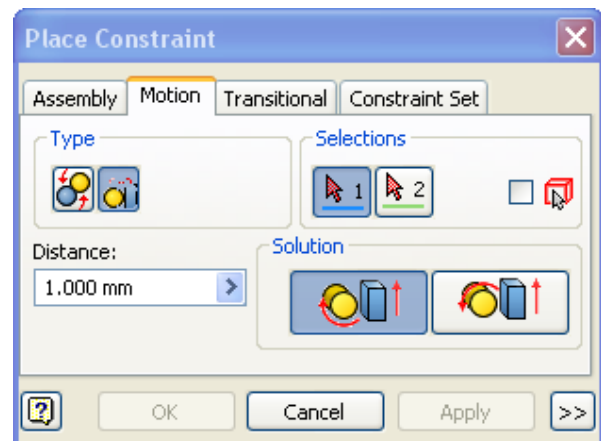 Place Constraint
Assembly Motion Transitional Constraint Set
Type Selections
1 2
Distance: Solution
1.000 mm >
? OK Cancel Apply >>